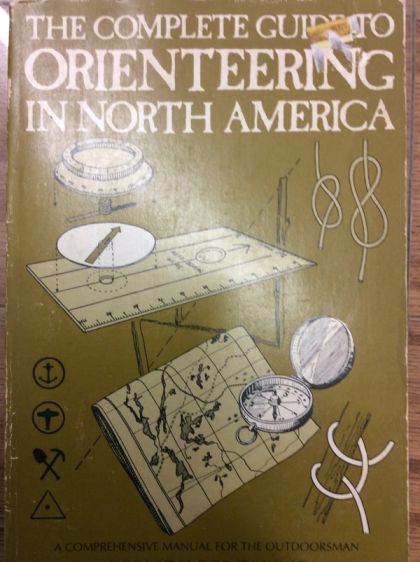 THE COMPLETE GUIDE TO
ORIENTEERING
IN NORTH AMERICA
A COMPREHENSIVE MANUAL FOR THE OUTDOORSMAN